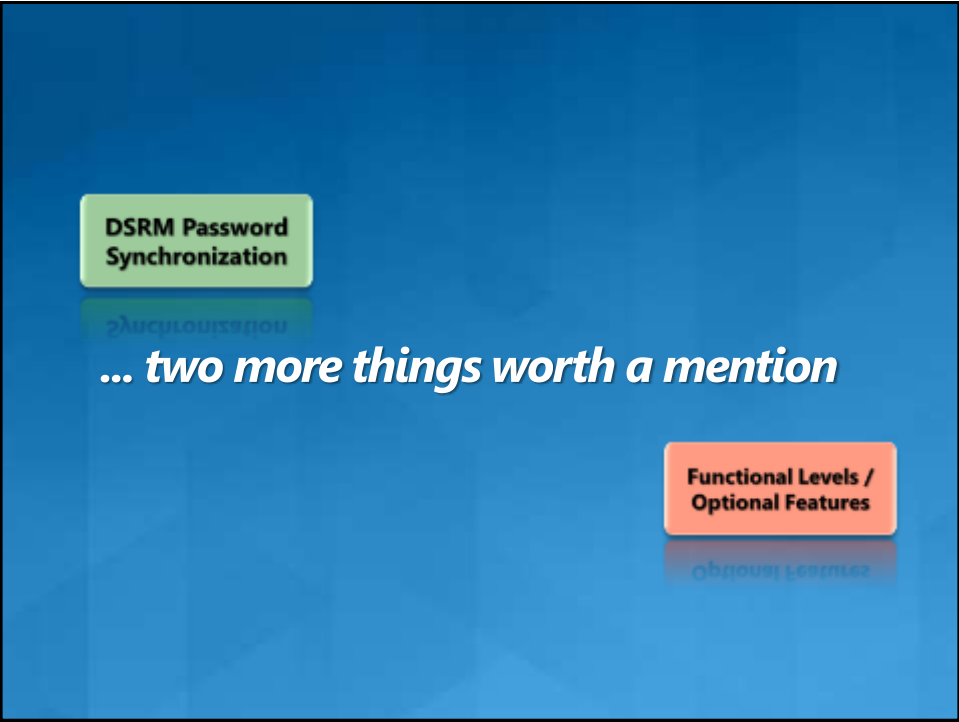 DSRM Password
Synchronization
... two more things worth a mention
Functional Levels /
Optional Features